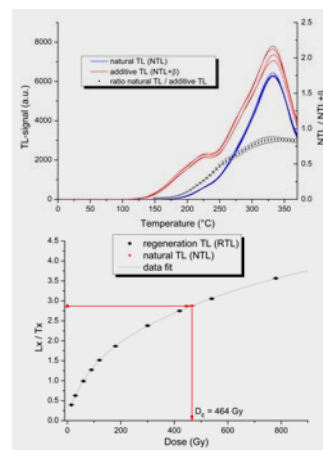 8000
6000
4000
2000
0
TL-signal (a.u.)
natural TL (NTL)
additive TL (NTL+β)
ratio natural TL / additive TL
2.5
2.0
1.5
1.0
0.5
0.0
NTL / NTL+β
0 50 100 150 200 250 300 350
Temperature (°C)
4.5
4.0
3.5
3.0
2.5
2.0
1.5
1.0
0.5
0.0
Lx / Tx
regeneration TL (RTL)
natural TL (NTL)
data fit
D_E = 464 Gy
0 200 400 600 800
Dose (Gy)